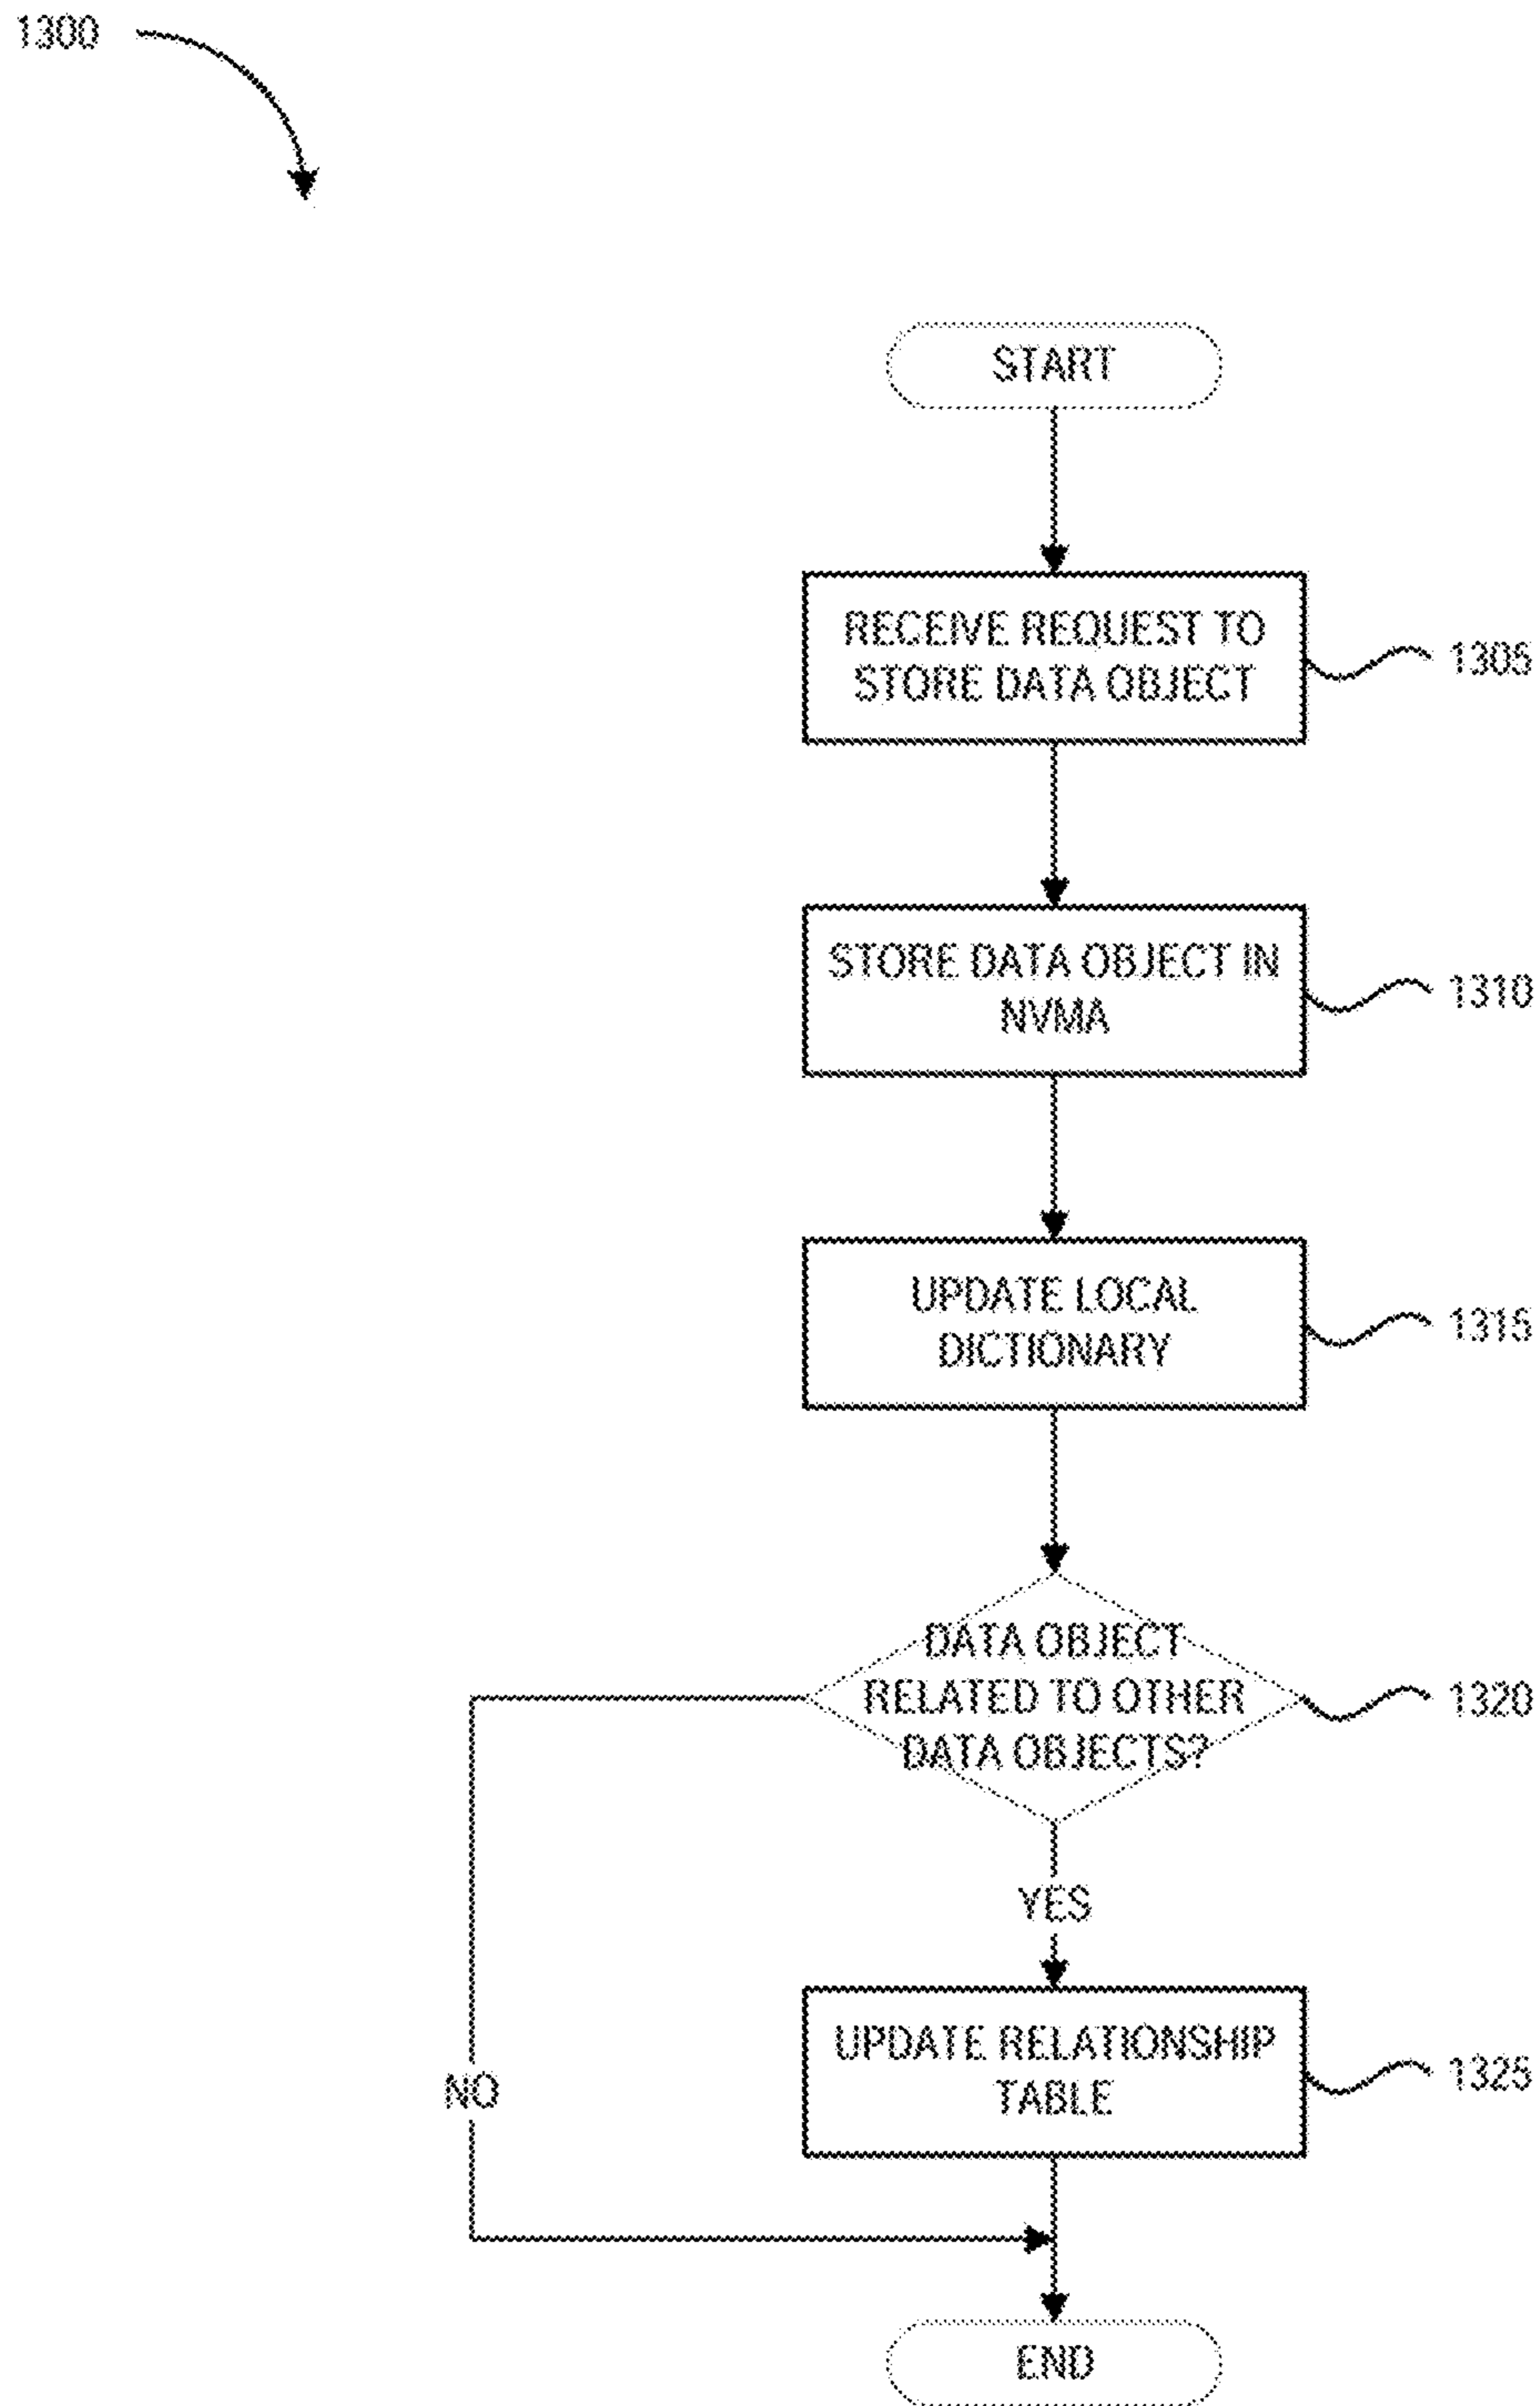 1300
START
RECEIVE REQUEST TO
STORE DATA OBJECT
1305
STORE DATA OBJECT IN
NVMA
1310
UPDATE LOCAL
DICTIONARY
1315
DATA OBJECT
RELATED TO OTHER
DATA OBJECTS?
1320
YES
UPDATE RELATIONSHIP
TABLE
1325
NO
END